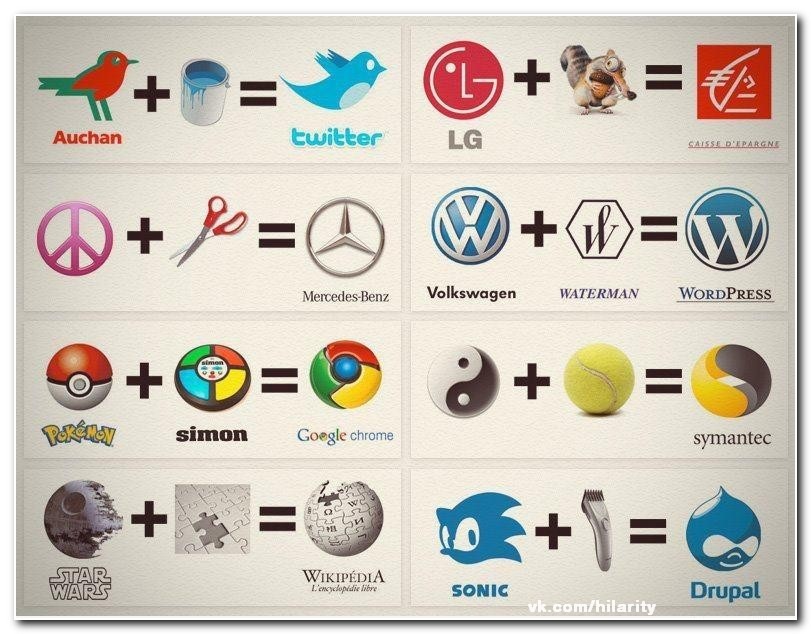 Auchan
twitter
LG
CAISSE D'EPARGNE
Mercedes-Benz
Volkswagen
WATERMAN
WORDPRESS
POKéMON
simon
simon
Google chrome
symantec
STAR
WARS
WIKIPÉDIA
L'encyclopédie libre
SONIC
Drupal
vk.com/hilarity